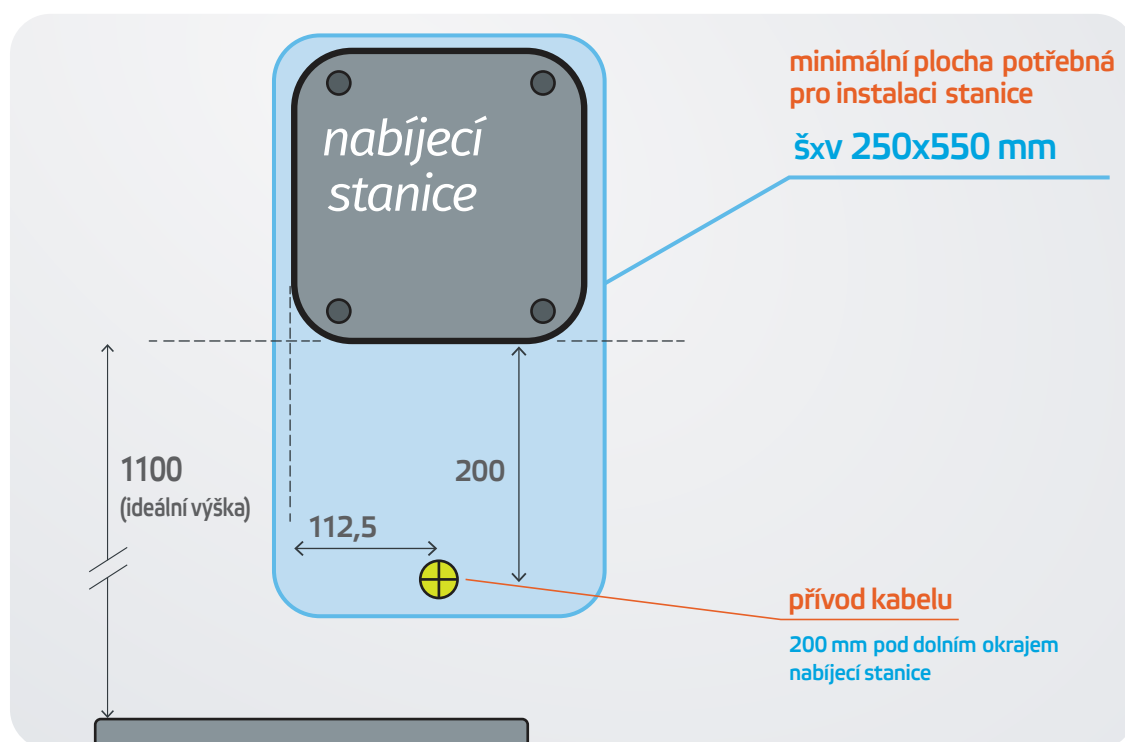 nabíjecí
stanice
minimální plocha potřebná
pro instalaci stanice
šxv 250x550 mm
1100
(ideální výška)
200
112,5
přívod kabelu
200 mm pod dolním okrajem
nabíjecí stanice